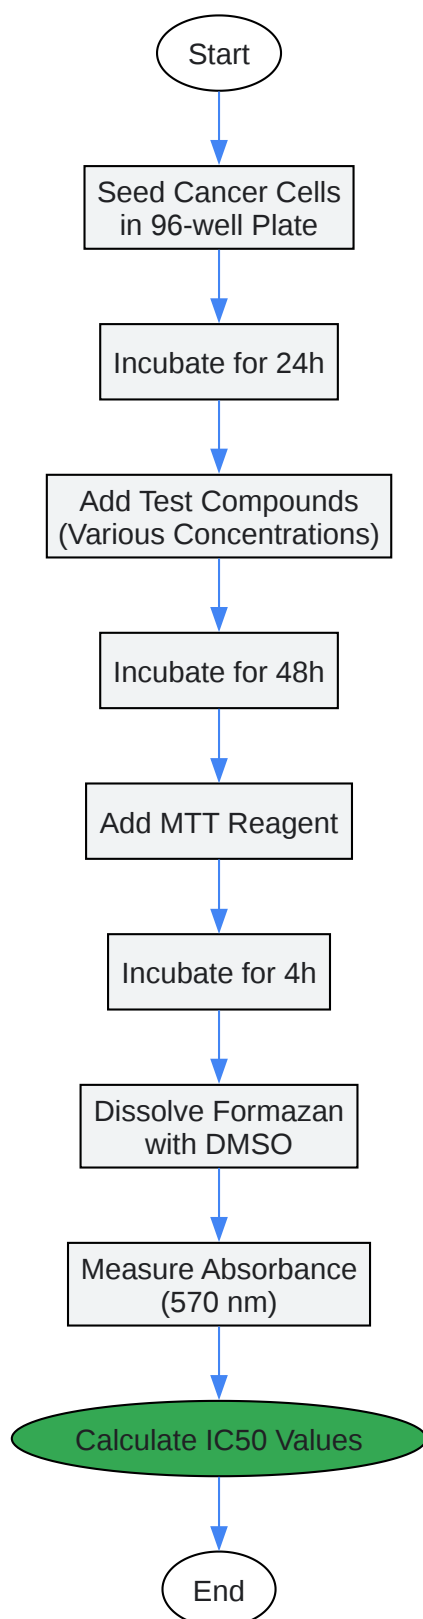 Start
Seed Cancer Cells
in 96-well Plate
Incubate for 24h
Add Test Compounds
(Various Concentrations)
Incubate for 48h
Add MTT Reagent
Incubate for 4h
Dissolve Formazan
with DMSO
Measure Absorbance
(570 nm)
Calculate IC50 Values
End